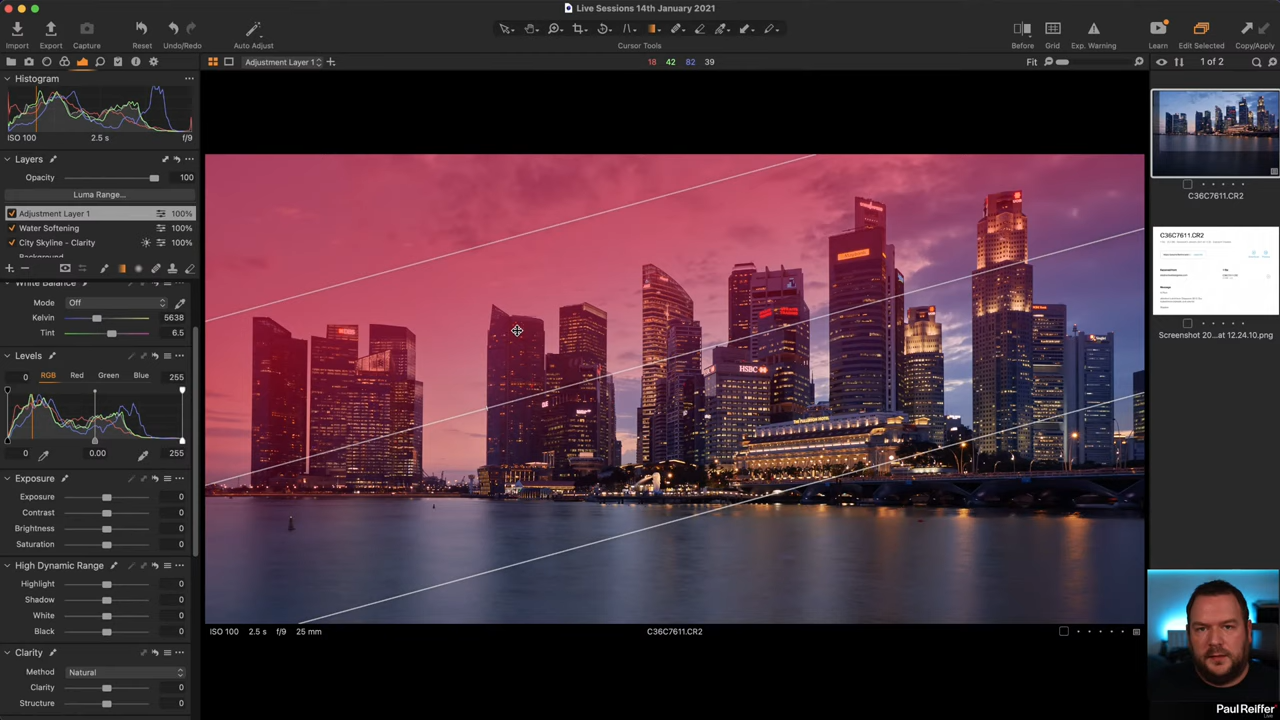 Live Sessions 14th January 2021
Import
Export
Capture
Reset
Undo/Redo
Auto Adjust
Cursor Tools
Before
Grid
Exp. Warning
Learn
Edit Selected
Copy/Apply
Adjustment Layer 1
18 42 82 39
Fit
1 of 2
Histogram
ISO 100 2.5 s f/9
Layers
Opacity 100
Luma Range...
Adjustment Layer 1 100%
Water Softening 100%
City Skyline - Clarity 100%
Background
White Balance
Mode Off
Kelvin 5638
Tint 6.5
Levels
0 RGB Red Green Blue 255
0 0.00 255
Exposure
Exposure 0
Contrast 0
Brightness 0
Saturation 0
High Dynamic Range
Highlight 0
Shadow 0
White 0
Black 0
Clarity
Method Natural
Clarity 0
Structure 0
HSBC
ISO 100 2.5 s f/9 25 mm
C36C7611.CR2
C36C7611.CR2
C36C7611.CR2
Screenshot 20...at 12.24.10.png
Paul Reiffer
Live